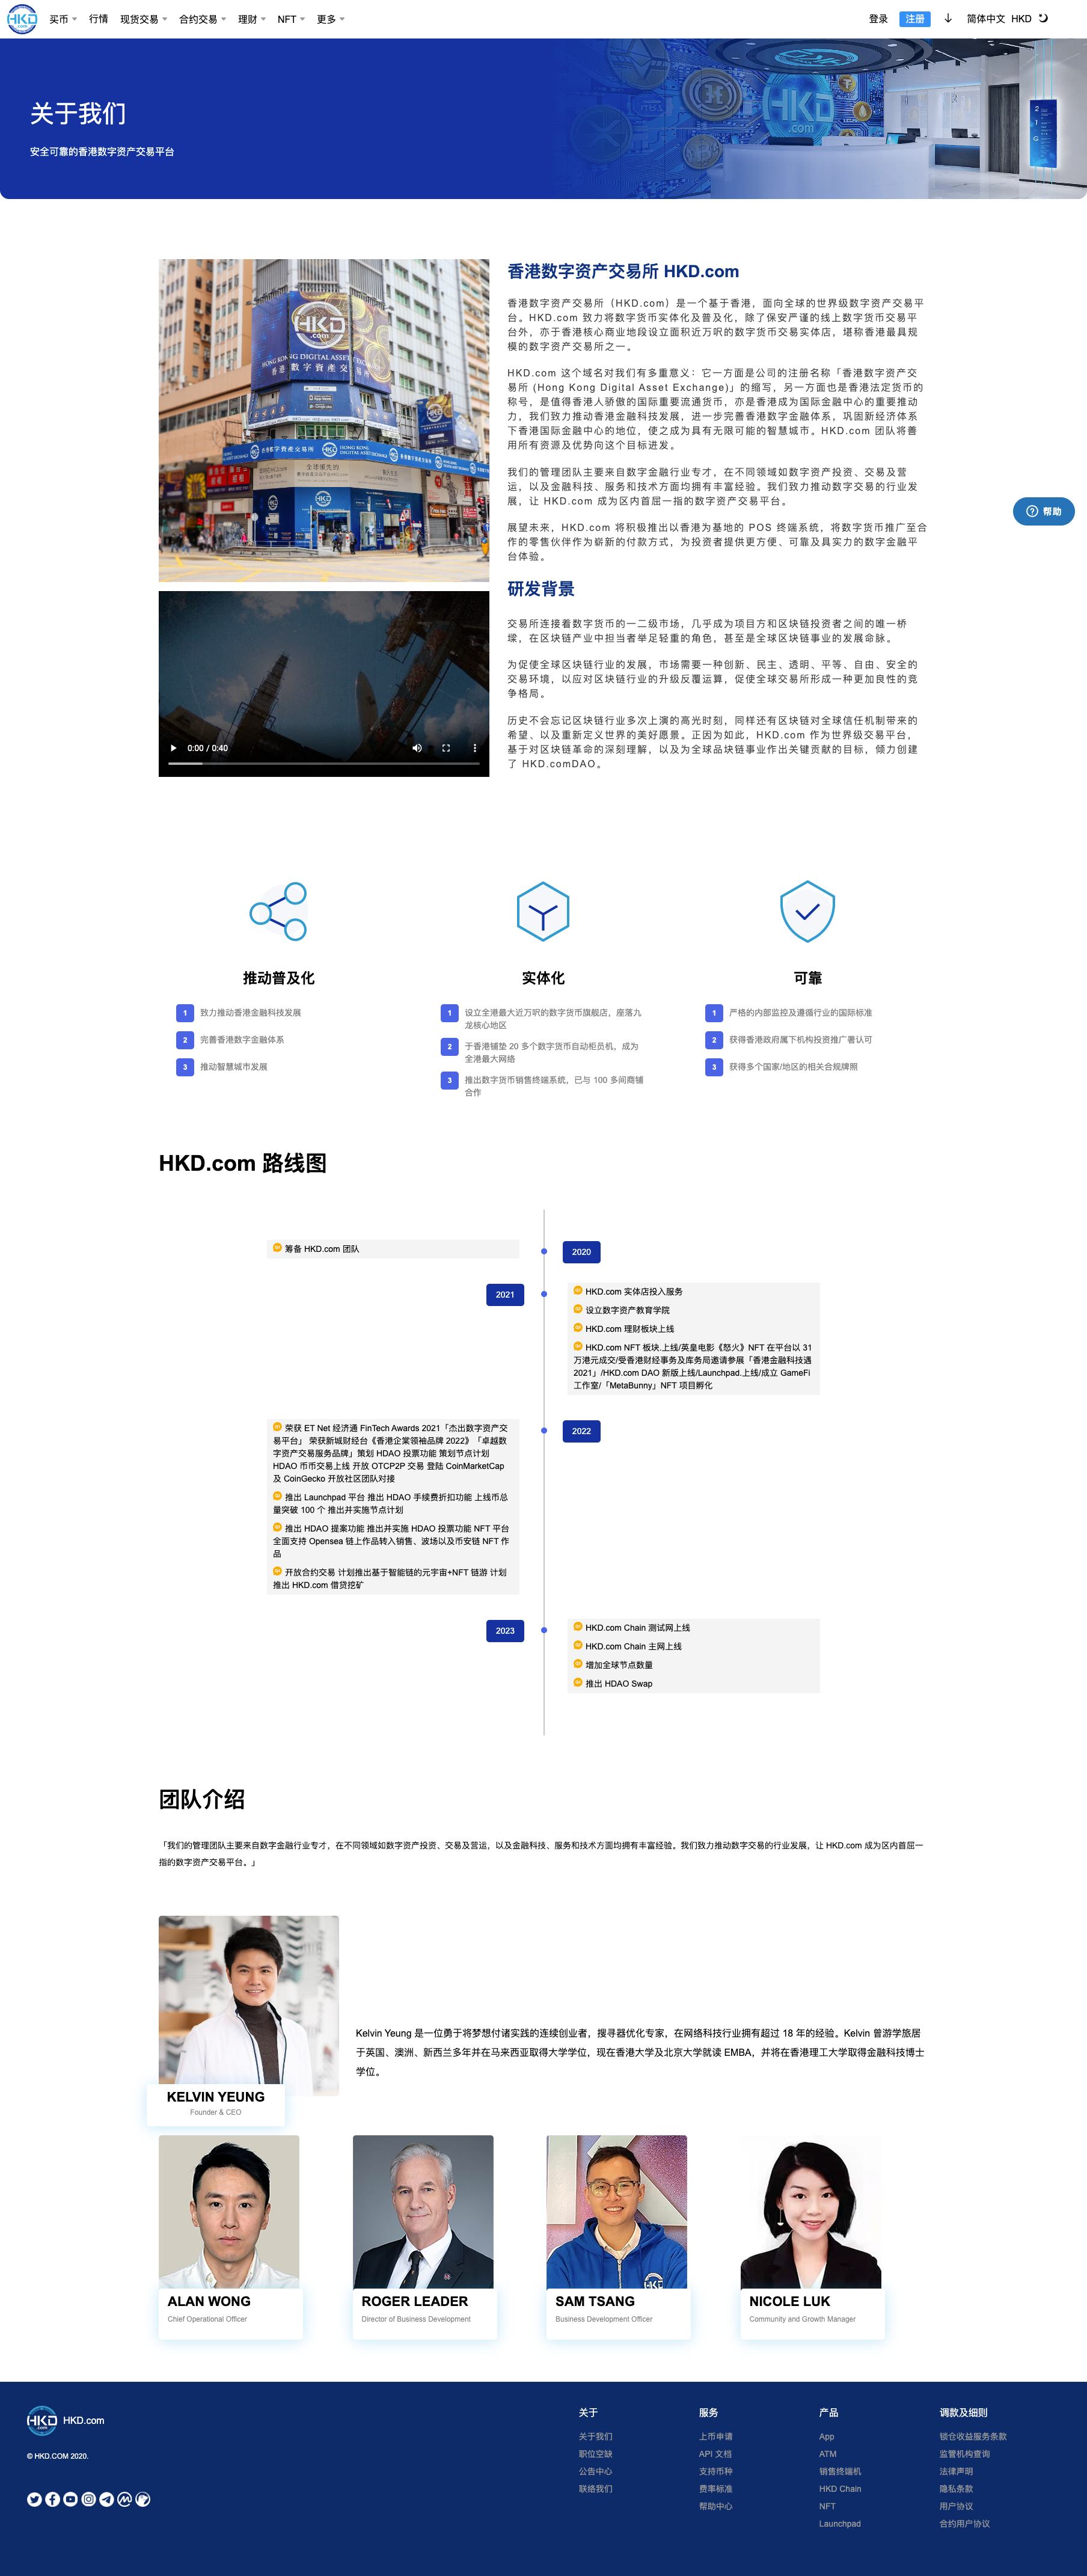 HKD
.com
买币
行情
现货交易
合约交易
理财
NFT
更多
登录
注册
简体中文
HKD
关于我们
安全可靠的香港数字资产交易平台
HKD
.com
HKD
.com
HONG KONG DIGITAL ASSET EXCHANGE
香港數字資產交易所
香港数字资产交易所 HKD.com
香港数字资产交易所（HKD.com）是一个基于香港，面向全球的世界级数字资产交易平
台。HKD.com 致力将数字货币实体化及普及化，除了保安严谨的线上数字货币交易平
台外，亦于香港核心商业地段设立面积近万呎的数字货币交易实体店，堪称香港最具规
模的数字资产交易所之一。
HKD.com 这个域名对我们有多重意义：它一方面是公司的注册名称「香港数字资产交
易所 (Hong Kong Digital Asset Exchange)」的缩写，另一方面也是香港法定货币的
称号，是值得香港人骄傲的国际重要流通货币，亦是香港成为国际金融中心的重要推动
力，我们致力推动香港金融科技发展，进一步完善香港数字金融体系，巩固新经济体系
下香港国际金融中心的地位，使之成为具有无限可能的智慧城市。HKD.com 团队将善
用所有资源及优势向这个目标进发。
我们的管理团队主要来自数字金融行业专才，在不同领域如数字资产投资、交易及营
运，以及金融科技、服务和技术方面均拥有丰富经验。我们致力推动数字交易的行业发
展，让 HKD.com 成为区内首屈一指的数字资产交易平台。
展望未来，HKD.com 将积极推出以香港为基地的 POS 终端系统，将数字货币推广至合
作的零售伙伴作为崭新的付款方式，为投资者提供更方便、可靠及具实力的数字金融平
台体验。
帮助
研发背景
交易所连接着数字货币的一二级市场，几乎成为项目方和区块链投资者之间的唯一桥
墚，在区块链产业中担当者举足轻重的角色，甚至是全球区块链事业的发展命脉。
为促使全球区块链行业的发展，市场需要一种创新、民主、透明、平等、自由、安全的
交易环境，以应对区块链行业的升级反覆运算，促使全球交易所形成一种更加良性的竞
争格局。
历史不会忘记区块链行业多次上演的高光时刻，同样还有区块链对全球信任机制带来的
希望、以及重新定义世界的美好愿景。正因为如此，HKD.com 作为世界级交易平台，
基于对区块链革命的深刻理解，以及为全球品块链事业作出关键贡献的目标，倾力创建
了 HKD.comDAO。
0:00 / 0:40
推动普及化
1 致力推动香港金融科技发展
2 完善香港数字金融体系
3 推动智慧城市发展
实体化
1 设立全港最大近万呎的数字货币旗舰店，座落九
龙核心地区
2 于香港铺垫 20 多个数字货币自动柜员机，成为
全港最大网络
3 推出数字货币销售终端系统，已与 100 多间商铺
合作
可靠
1 严格的内部监控及遵循行业的国际标准
2 获得香港政府属下机构投资推广署认可
3 获得多个国家/地区的相关合规牌照
HKD.com 路线图
筹备 HKD.com 团队
2020
2021
HKD.com 实体店投入服务
设立数字资产教育学院
HKD.com 理财板块上线
HKD.com NFT 板块.上线/英皇电影《怒火》NFT 在平台以 31
万港元成交/受香港财经事务及库务局邀请参展「香港金融科技遇
2021」/HKD.com DAO 新版上线/Launchpad.上线/成立 GameFi
工作室/「MetaBunny」NFT 项目孵化
2022
荣获 ET Net 经济通 FinTech Awards 2021「杰出数字资产交
易平台」 荣获新城财经台《香港企業领袖品牌 2022》「卓越数
字资产交易服务品牌」策划 HDAO 投票功能 策划节点计划
HDAO 币币交易上线 开放 OTCP2P 交易 登陆 CoinMarketCap
及 CoinGecko 开放社区团队对接
推出 Launchpad 平台 推出 HDAO 手续费折扣功能 上线币总
量突破 100 个 推出并实施节点计划
推出 HDAO 提案功能 推出并实施 HDAO 投票功能 NFT 平台
全面支持 Opensea 链上作品转入销售、波场以及币安链 NFT 作
品
开放合约交易 计划推出基于智能链的元宇宙+NFT 链游 计划
推出 HKD.com 借贷挖矿
2023
HKD.com Chain 测试网上线
HKD.com Chain 主网上线
增加全球节点数量
推出 HDAO Swap
团队介绍
「我们的管理团队主要来自数字金融行业专才，在不同领域如数字资产投资、交易及营运，以及金融科技、服务和技术方面均拥有丰富经验。我们致力推动数字交易的行业发展，让 HKD.com 成为区内首屈一
指的数字资产交易平台。」
Kelvin Yeung 是一位勇于将梦想付诸实践的连续创业者，搜寻器优化专家，在网络科技行业拥有超过 18 年的经验。Kelvin 曾游学旅居
于英国、澳洲、新西兰多年并在马来西亚取得大学学位，现在香港大学及北京大学就读 EMBA，并将在香港理工大学取得金融科技博士
学位。
KELVIN YEUNG
Founder & CEO
ALAN WONG
Chief Operational Officer
ROGER LEADER
Director of Business Development
HKD
SAM TSANG
Business Development Officer
NICOLE LUK
Community and Growth Manager
HKD
.com
HKD.com
© HKD.COM 2020.
关于
关于我们
职位空缺
公告中心
联络我们
服务
上币申请
API 文档
支持币种
费率标准
帮助中心
产品
App
ATM
销售终端机
HKD Chain
NFT
Launchpad
调款及细则
锁仓收益服务条款
监管机构查询
法律声明
隐私条款
用户协议
合约用户协议